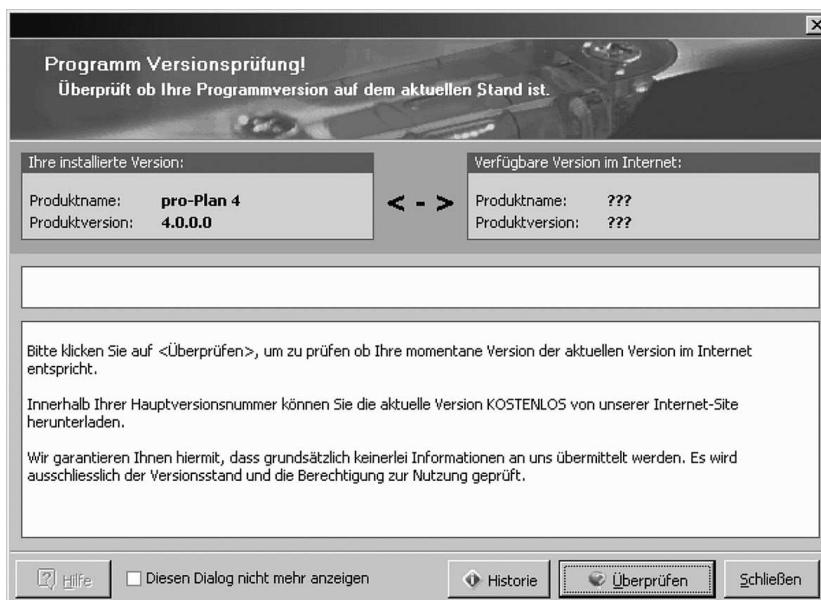 Programm Versionsprüfung!
Überprüft ob Ihre Programmversion auf dem aktuellen Stand ist.
Ihre installierte Version:
Produktname: pro-Plan 4
Produktversion: 4.0.0.0
< - >
Verfügbare Version im Internet:
Produktname: ???
Produktversion: ???
Bitte klicken Sie auf <Überprüfen>, um zu prüfen ob Ihre momentane Version der aktuellen Version im Internet
entspricht.
Innerhalb Ihrer Hauptversionsnummer können Sie die aktuelle Version KOSTENLOS von unserer Internet-Site
herunterladen.
Wir garantieren Ihnen hiermit, dass grundsätzlich keinerlei Informationen an uns übermittelt werden. Es wird
ausschliesslich der Versionsstand und die Berechtigung zur Nutzung geprüft.
Hilfe
Diesen Dialog nicht mehr anzeigen
Historie
Überprüfen
Schließen